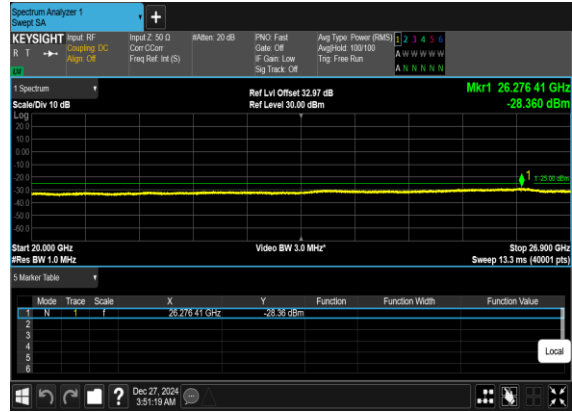 Spectrum Analyzer 1
Swept SA
+
KEYSIGHT Input: RF Input Z: 50 Ω #Atten: 20 dB PNO: Fast Avg Type: Power (RMS) 1 2 3 4 5 6
R T Coupling: DC Corr CCorr Gate: Off Avg|Hold: 100/100 A W W W W W
Align: Off Freq Ref: Int (S) IF Gain: Low Trig: Free Run
Sig Track: Off A N N N N N
1 Spectrum Ref Lvl Offset 32.97 dB Mkr1 26.276 41 GHz
Scale/Div 10 dB Ref Level 30.00 dBm -28.360 dBm
Log
20.0
10.0
0.00
-10.0
-20.0 1
-30.0
-40.0
-50.0
-60.0
Start 20.000 GHz Video BW 3.0 MHz* Stop 26.900 GHz
#Res BW 1.0 MHz Sweep 13.3 ms (40001 pts)
5 Marker Table
Mode Trace Scale X Y Function Function Width Function Value
1 N 1 f 26.276 41 GHz -28.36 dBm
2
3
4
5
6
Local
? Dec 27, 2024
3:51:19 AM